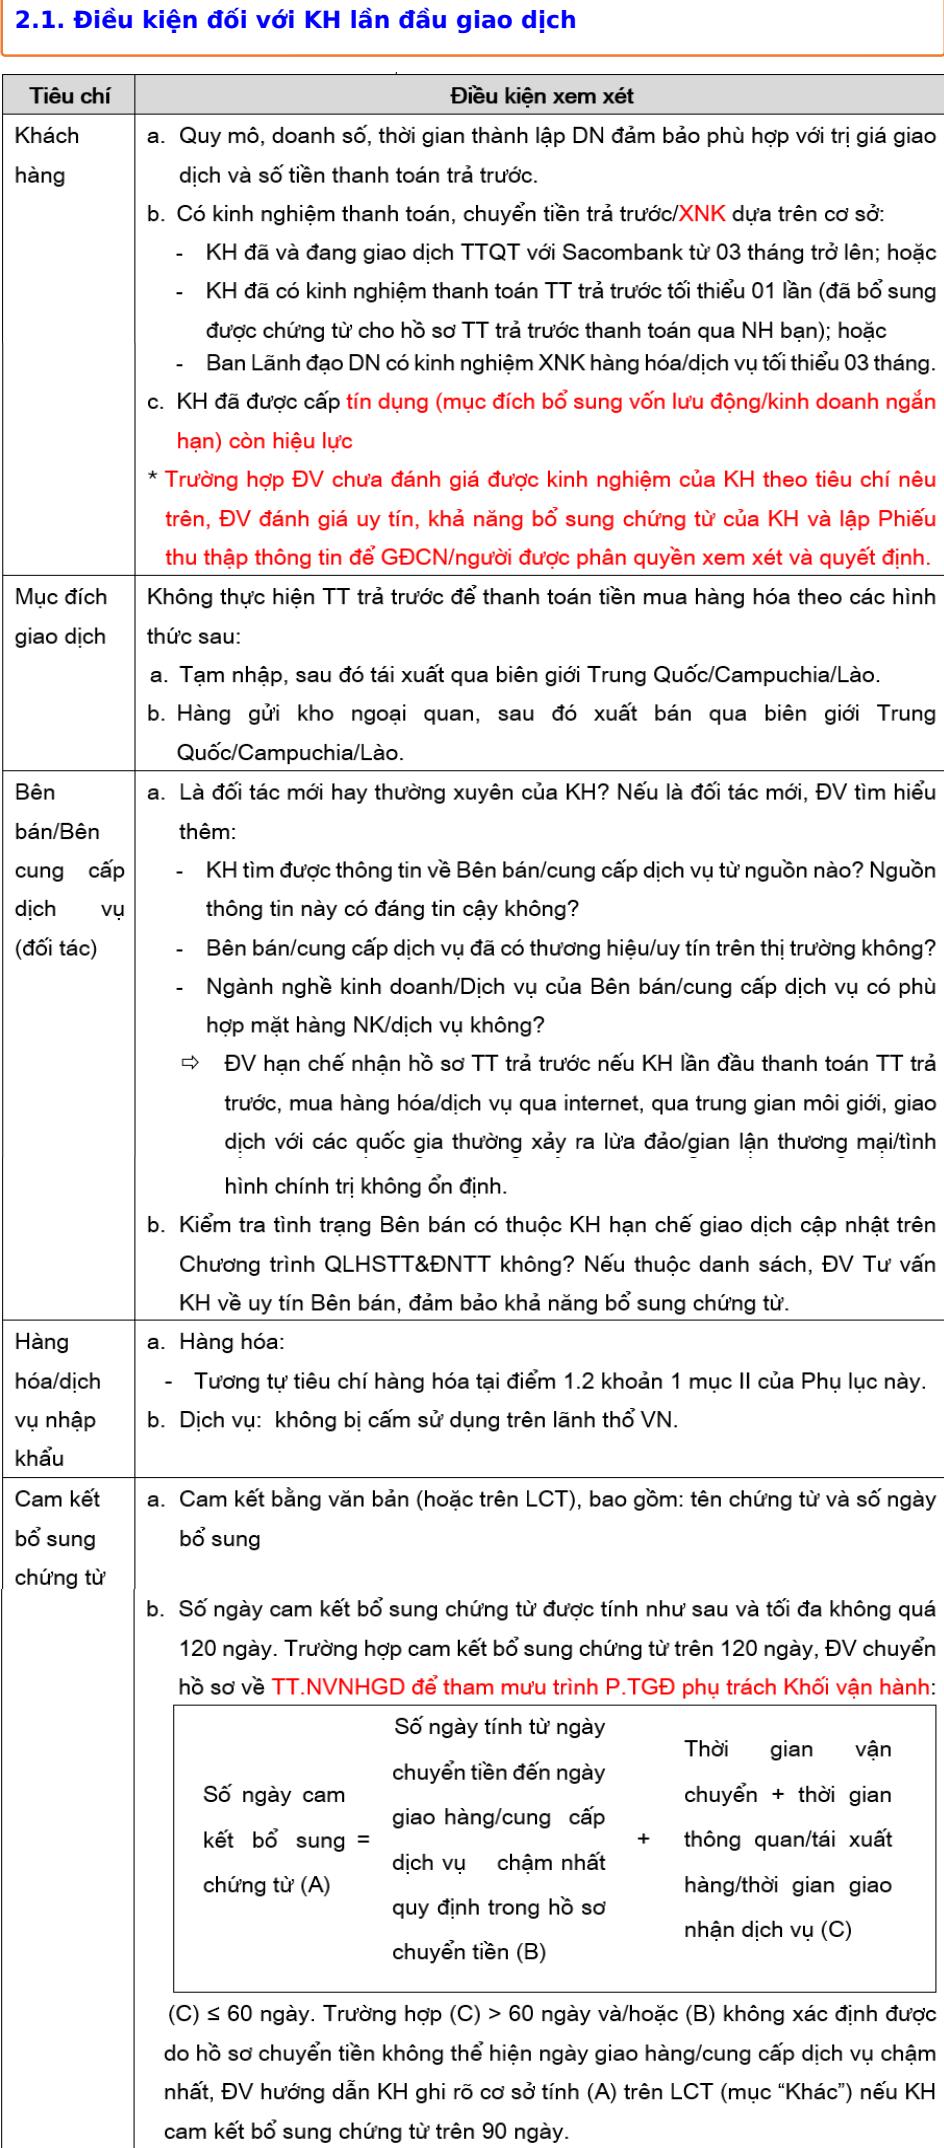 2.1. Điều kiện đối với KH lần đầu giao dịch
Tiêu chí
Điều kiện xem xét
Khách
hàng
a. Quy mô, doanh số, thời gian thành lập DN đảm bảo phù hợp với trị giá giao
dịch và số tiền thanh toán trả trước.
b. Có kinh nghiệm thanh toán, chuyển tiền trả trước/XNK dựa trên cơ sở:
- KH đã và đang giao dịch TTQT với Sacombank từ 03 tháng trở lên; hoặc
- KH đã có kinh nghiệm thanh toán TT trả trước tối thiểu 01 lần (đã bổ sung
được chứng từ cho hồ sơ TT trả trước thanh toán qua NH bạn); hoặc
- Ban Lãnh đạo DN có kinh nghiệm XNK hàng hóa/dịch vụ tối thiểu 03 tháng.
c. KH đã được cấp tín dụng (mục đích bổ sung vốn lưu động/kinh doanh ngắn
hạn) còn hiệu lực
* Trường hợp ĐV chưa đánh giá được kinh nghiệm của KH theo tiêu chí nêu
trên, ĐV đánh giá uy tín, khả năng bổ sung chứng từ của KH và lập Phiếu
thu thập thông tin để GĐCN/người được phân quyền xem xét và quyết định.
Mục đích
giao dịch
Không thực hiện TT trả trước để thanh toán tiền mua hàng hóa theo các hình
thức sau:
a. Tạm nhập, sau đó tái xuất qua biên giới Trung Quốc/Campuchia/Lào.
b. Hàng gửi kho ngoại quan, sau đó xuất bán qua biên giới Trung
Quốc/Campuchia/Lào.
Bên
bán/Bên
cung cấp
dịch vụ
(đối tác)
a. Là đối tác mới hay thường xuyên của KH? Nếu là đối tác mới, ĐV tìm hiểu
thêm:
- KH tìm được thông tin về Bên bán/cung cấp dịch vụ từ nguồn nào? Nguồn
thông tin này có đáng tin cậy không?
- Bên bán/cung cấp dịch vụ đã có thương hiệu/uy tín trên thị trường không?
- Ngành nghề kinh doanh/Dịch vụ của Bên bán/cung cấp dịch vụ có phù
hợp mặt hàng NK/dịch vụ không?
⇨ ĐV hạn chế nhận hồ sơ TT trả trước nếu KH lần đầu thanh toán TT trả
trước, mua hàng hóa/dịch vụ qua internet, qua trung gian môi giới, giao
dịch với các quốc gia thường xảy ra lừa đảo/gian lận thương mại/tình
hình chính trị không ổn định.
b. Kiểm tra tình trạng Bên bán có thuộc KH hạn chế giao dịch cập nhật trên
Chương trình QLHSTT&ĐNTT không? Nếu thuộc danh sách, ĐV Tư vấn
KH về uy tín Bên bán, đảm bảo khả năng bổ sung chứng từ.
Hàng
hóa/dịch
vụ nhập
khẩu
a. Hàng hóa:
- Tương tự tiêu chí hàng hóa tại điểm 1.2 khoản 1 mục II của Phụ lục này.
b. Dịch vụ: không bị cấm sử dụng trên lãnh thổ VN.
Cam kết
bổ sung
chứng từ
a. Cam kết bằng văn bản (hoặc trên LCT), bao gồm: tên chứng từ và số ngày
bổ sung
b. Số ngày cam kết bổ sung chứng từ được tính như sau và tối đa không quá
120 ngày. Trường hợp cam kết bổ sung chứng từ trên 120 ngày, ĐV chuyển
hồ sơ về TT.NVNHGD để tham mưu trình P.TGĐ phụ trách Khối vận hành:
Số ngày cam
kết bổ sung =
chứng từ (A)
Số ngày tính từ ngày
chuyển tiền đến ngày
giao hàng/cung cấp
dịch vụ chậm nhất
quy định trong hồ sơ
chuyển tiền (B)
+
Thời gian vận
chuyển + thời gian
thông quan/tái xuất
hàng/thời gian giao
nhận dịch vụ (C)
(C) ≤ 60 ngày. Trường hợp (C) > 60 ngày và/hoặc (B) không xác định được
do hồ sơ chuyển tiền không thể hiện ngày giao hàng/cung cấp dịch vụ chậm
nhất, ĐV hướng dẫn KH ghi rõ cơ sở tính (A) trên LCT (mục “Khác”) nếu KH
cam kết bổ sung chứng từ trên 90 ngày.